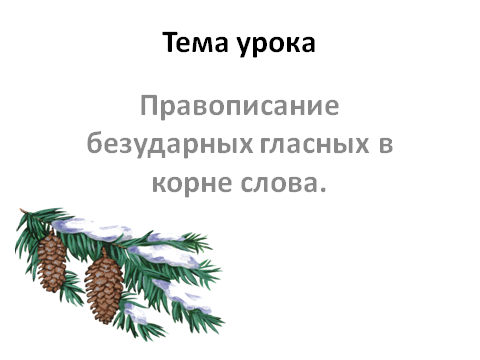 Тема урока
Правописание
безударных гласных в
корне слова.